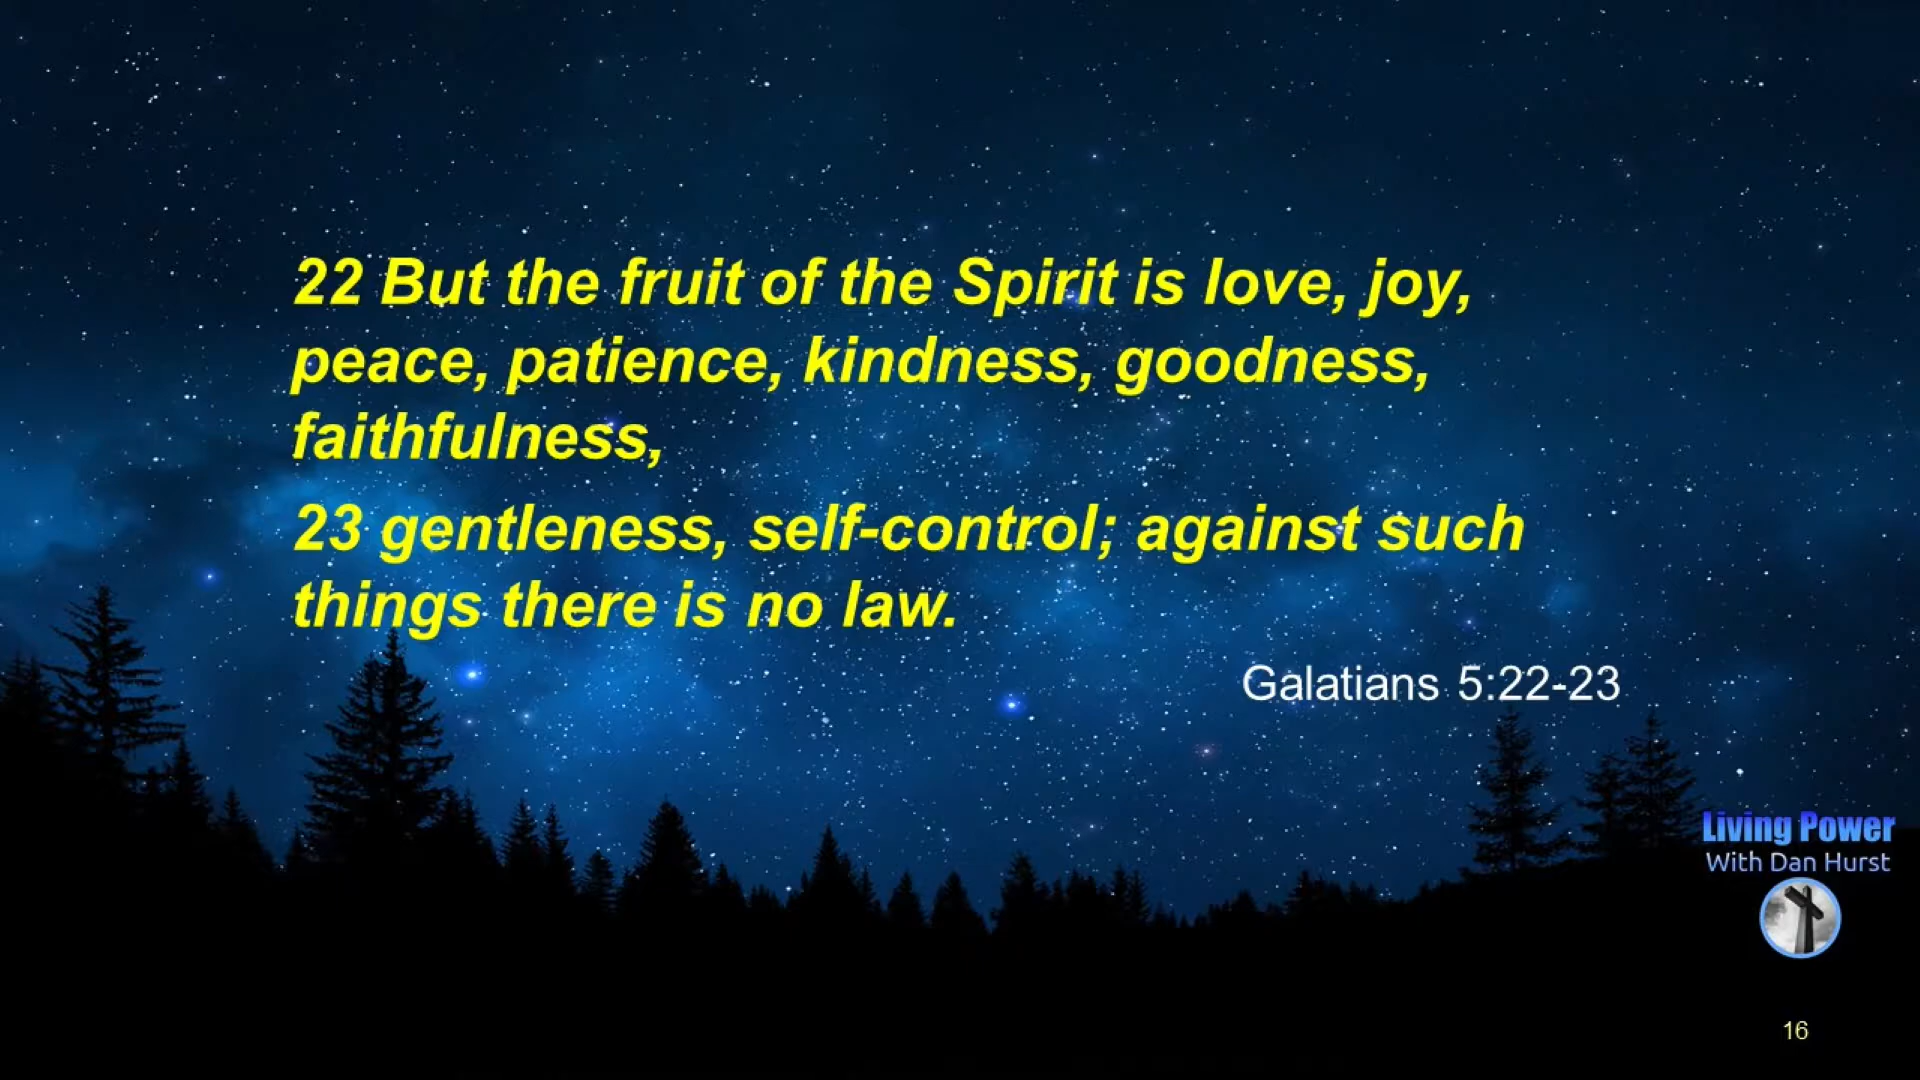 22 But the fruit of the Spirit is love, joy,
peace, patience, kindness, goodness,
faithfulness,
23 gentleness, self-control; against such
things there is no law.
Galatians 5:22-23
Living Power
With Dan Hurst
16